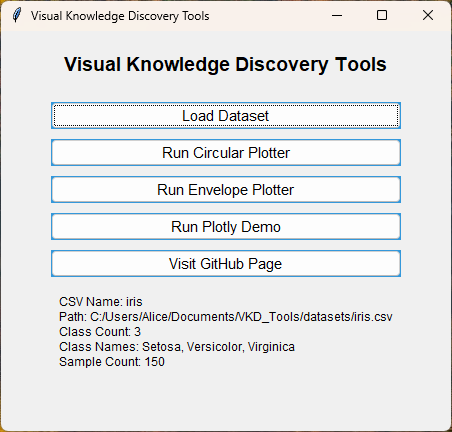 Visual Knowledge Discovery Tools
Visual Knowledge Discovery Tools
Load Dataset
Run Circular Plotter
Run Envelope Plotter
Run Plotly Demo
Visit GitHub Page
CSV Name: iris
Path: C:/Users/Alice/Documents/VKD_Tools/datasets/iris.csv
Class Count: 3
Class Names: Setosa, Versicolor, Virginica
Sample Count: 150